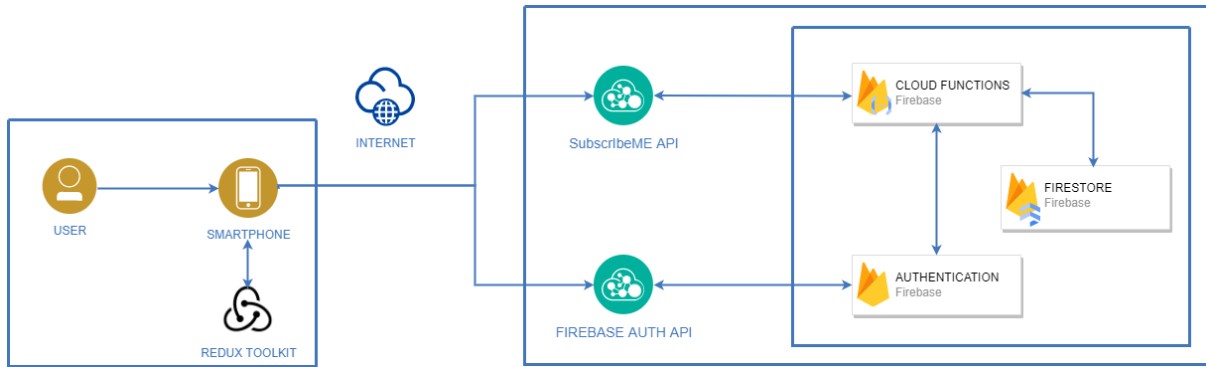 INTERNET
USER
SMARTPHONE
REDUX TOOLKIT
SubscrIbeME API
FIREBASE AUTH API
CLOUD FUNCTIONS
Firebase
FIRESTORE
Firebase
AUTHENTICATION
Firebase